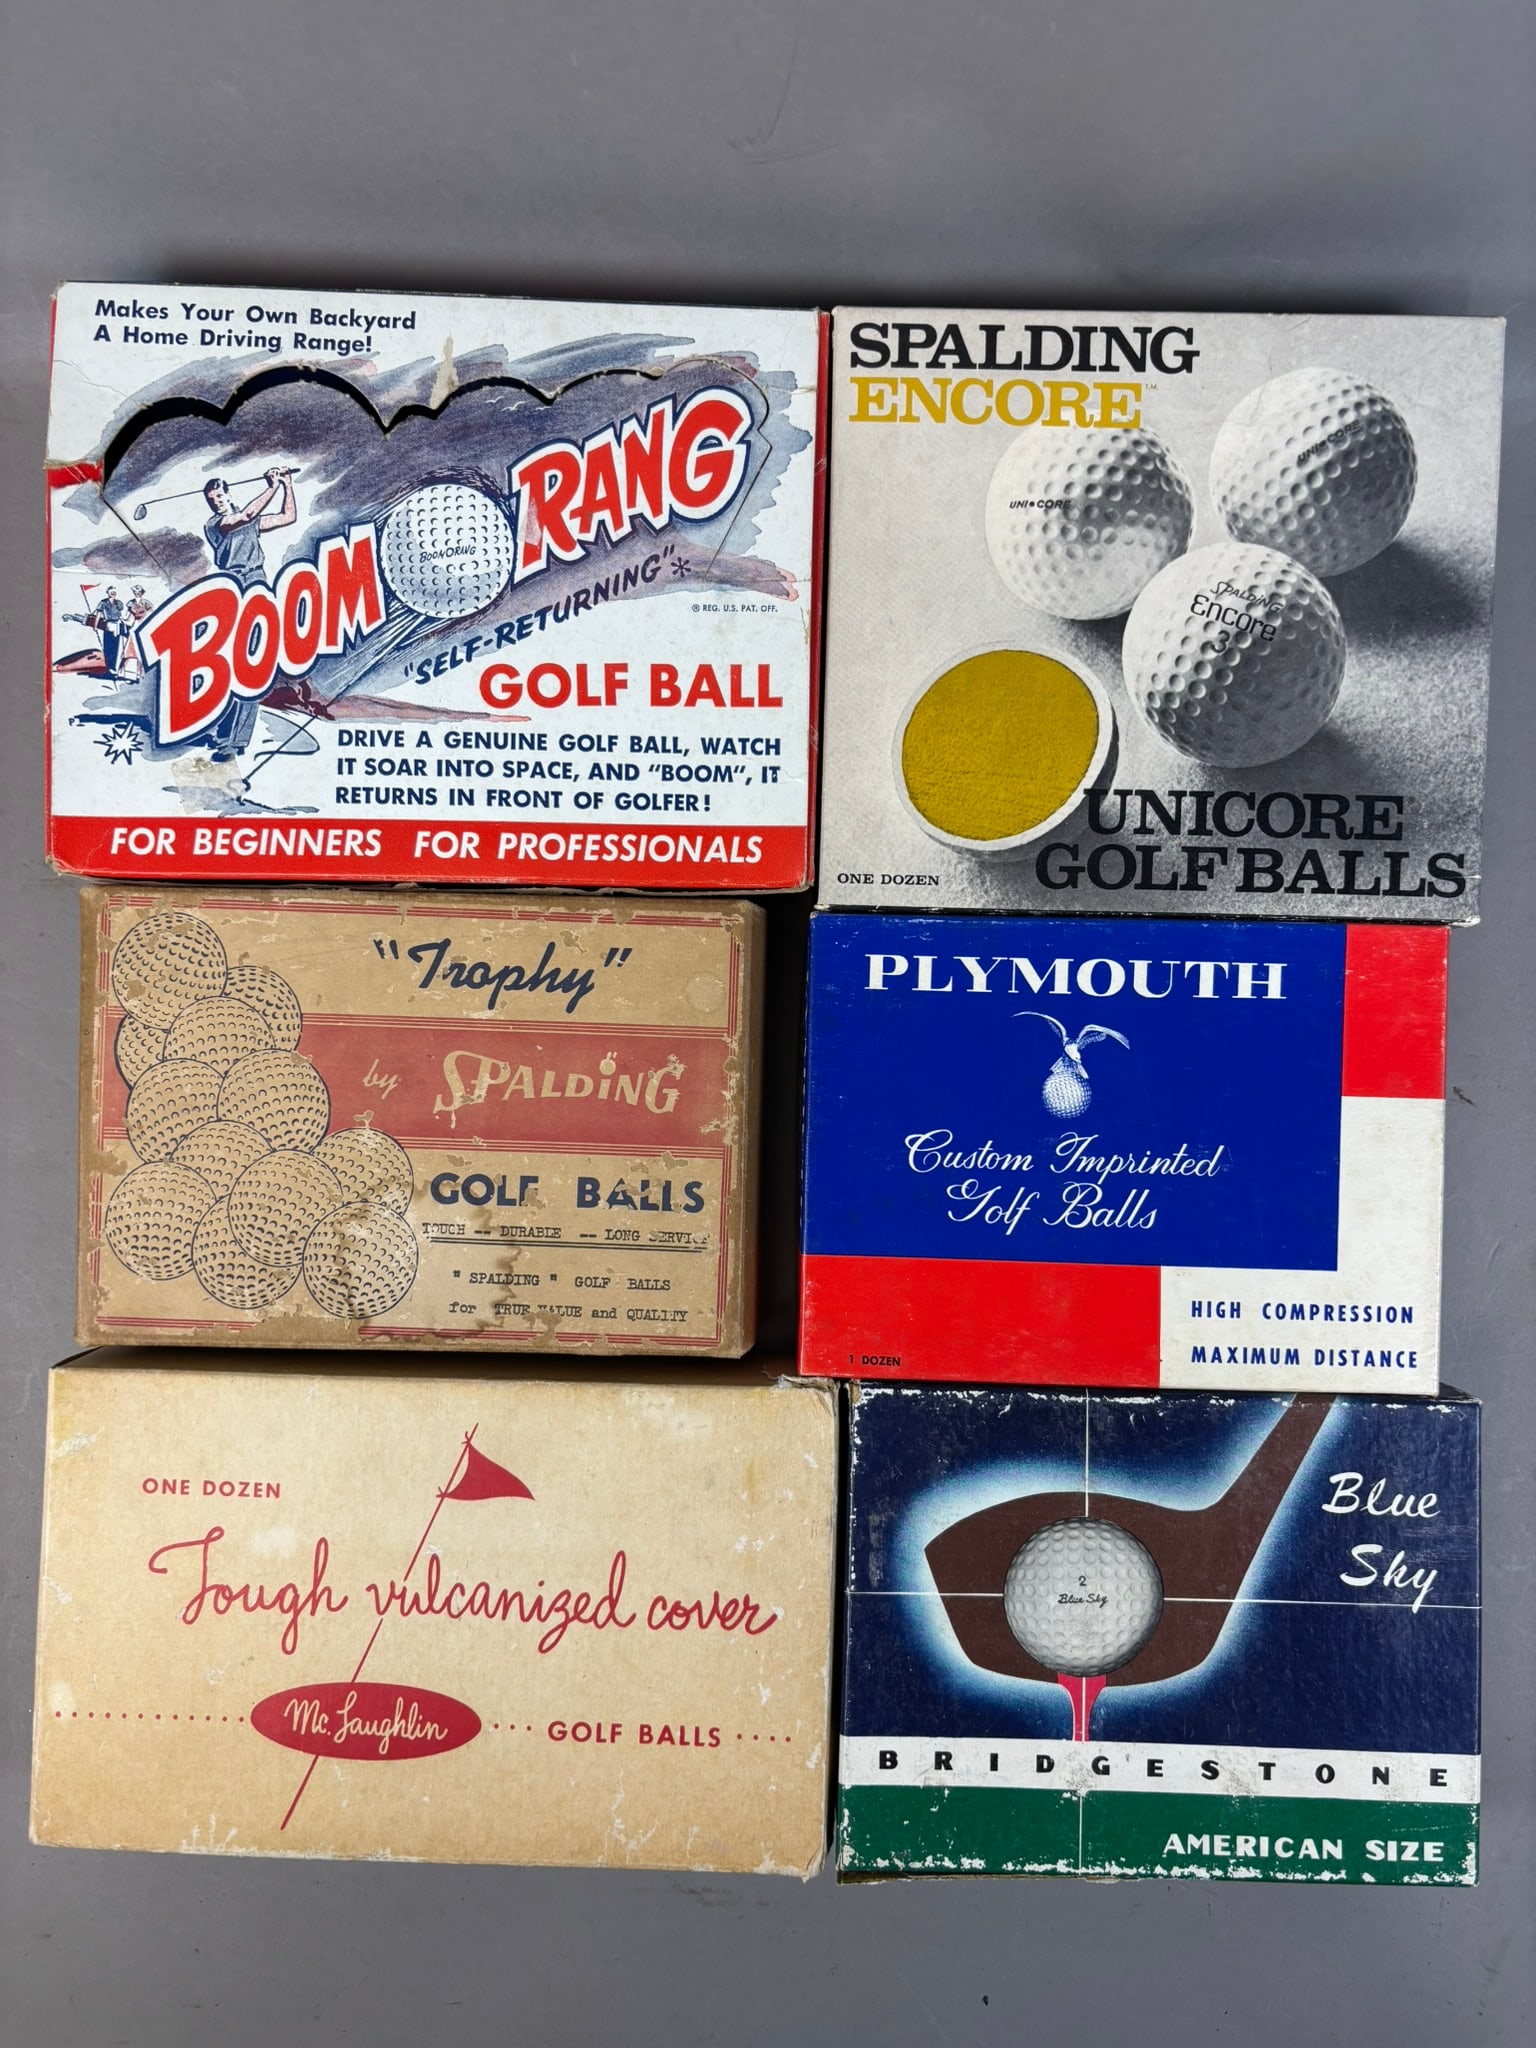 Makes Your Own Backyard
A Home Driving Range!
BOOMORANG
BOOMORANG
"SELF-RETURNING"*
® REG. U.S. PAT. OFF.
GOLF BALL
DRIVE A GENUINE GOLF BALL, WATCH
IT SOAR INTO SPACE, AND "BOOM", IT
RETURNS IN FRONT OF GOLFER!
FOR BEGINNERS FOR PROFESSIONALS
SPALDING
ENCORE T.M.
UNI•CORE
UNI•CORE
SPALDING
Encore
3
UNICORE
GOLF BALLS
ONE DOZEN
"Trophy"
by SPALDING
GOLF BALLS
TOUCH -- DURABLE -- LONG SERVICE
"SPALDING" GOLF BALLS
for TRUE VALUE and QUALITY
PLYMOUTH
Custom Imprinted
Golf Balls
HIGH COMPRESSION
MAXIMUM DISTANCE
1 DOZEN
ONE DOZEN
Tough vulcanized cover
Mc.Laughlin GOLF BALLS
Blue
Sky
2
Blue Sky
BRIDGESTONE
AMERICAN SIZE